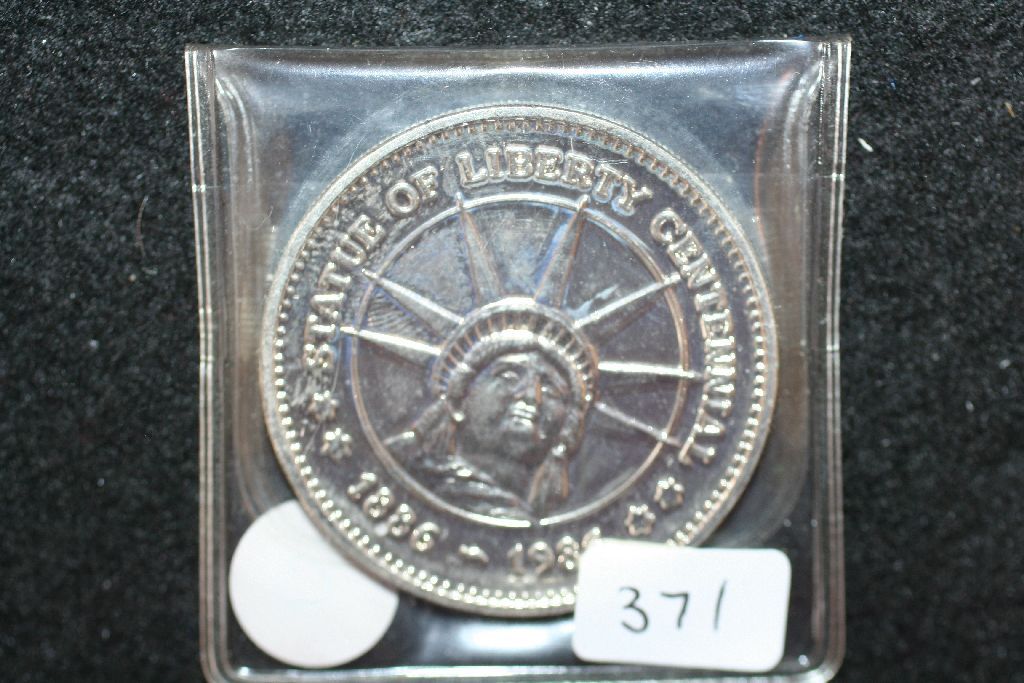 STATUE OF LIBERTY CENTENNIAL
1886 - 198
371